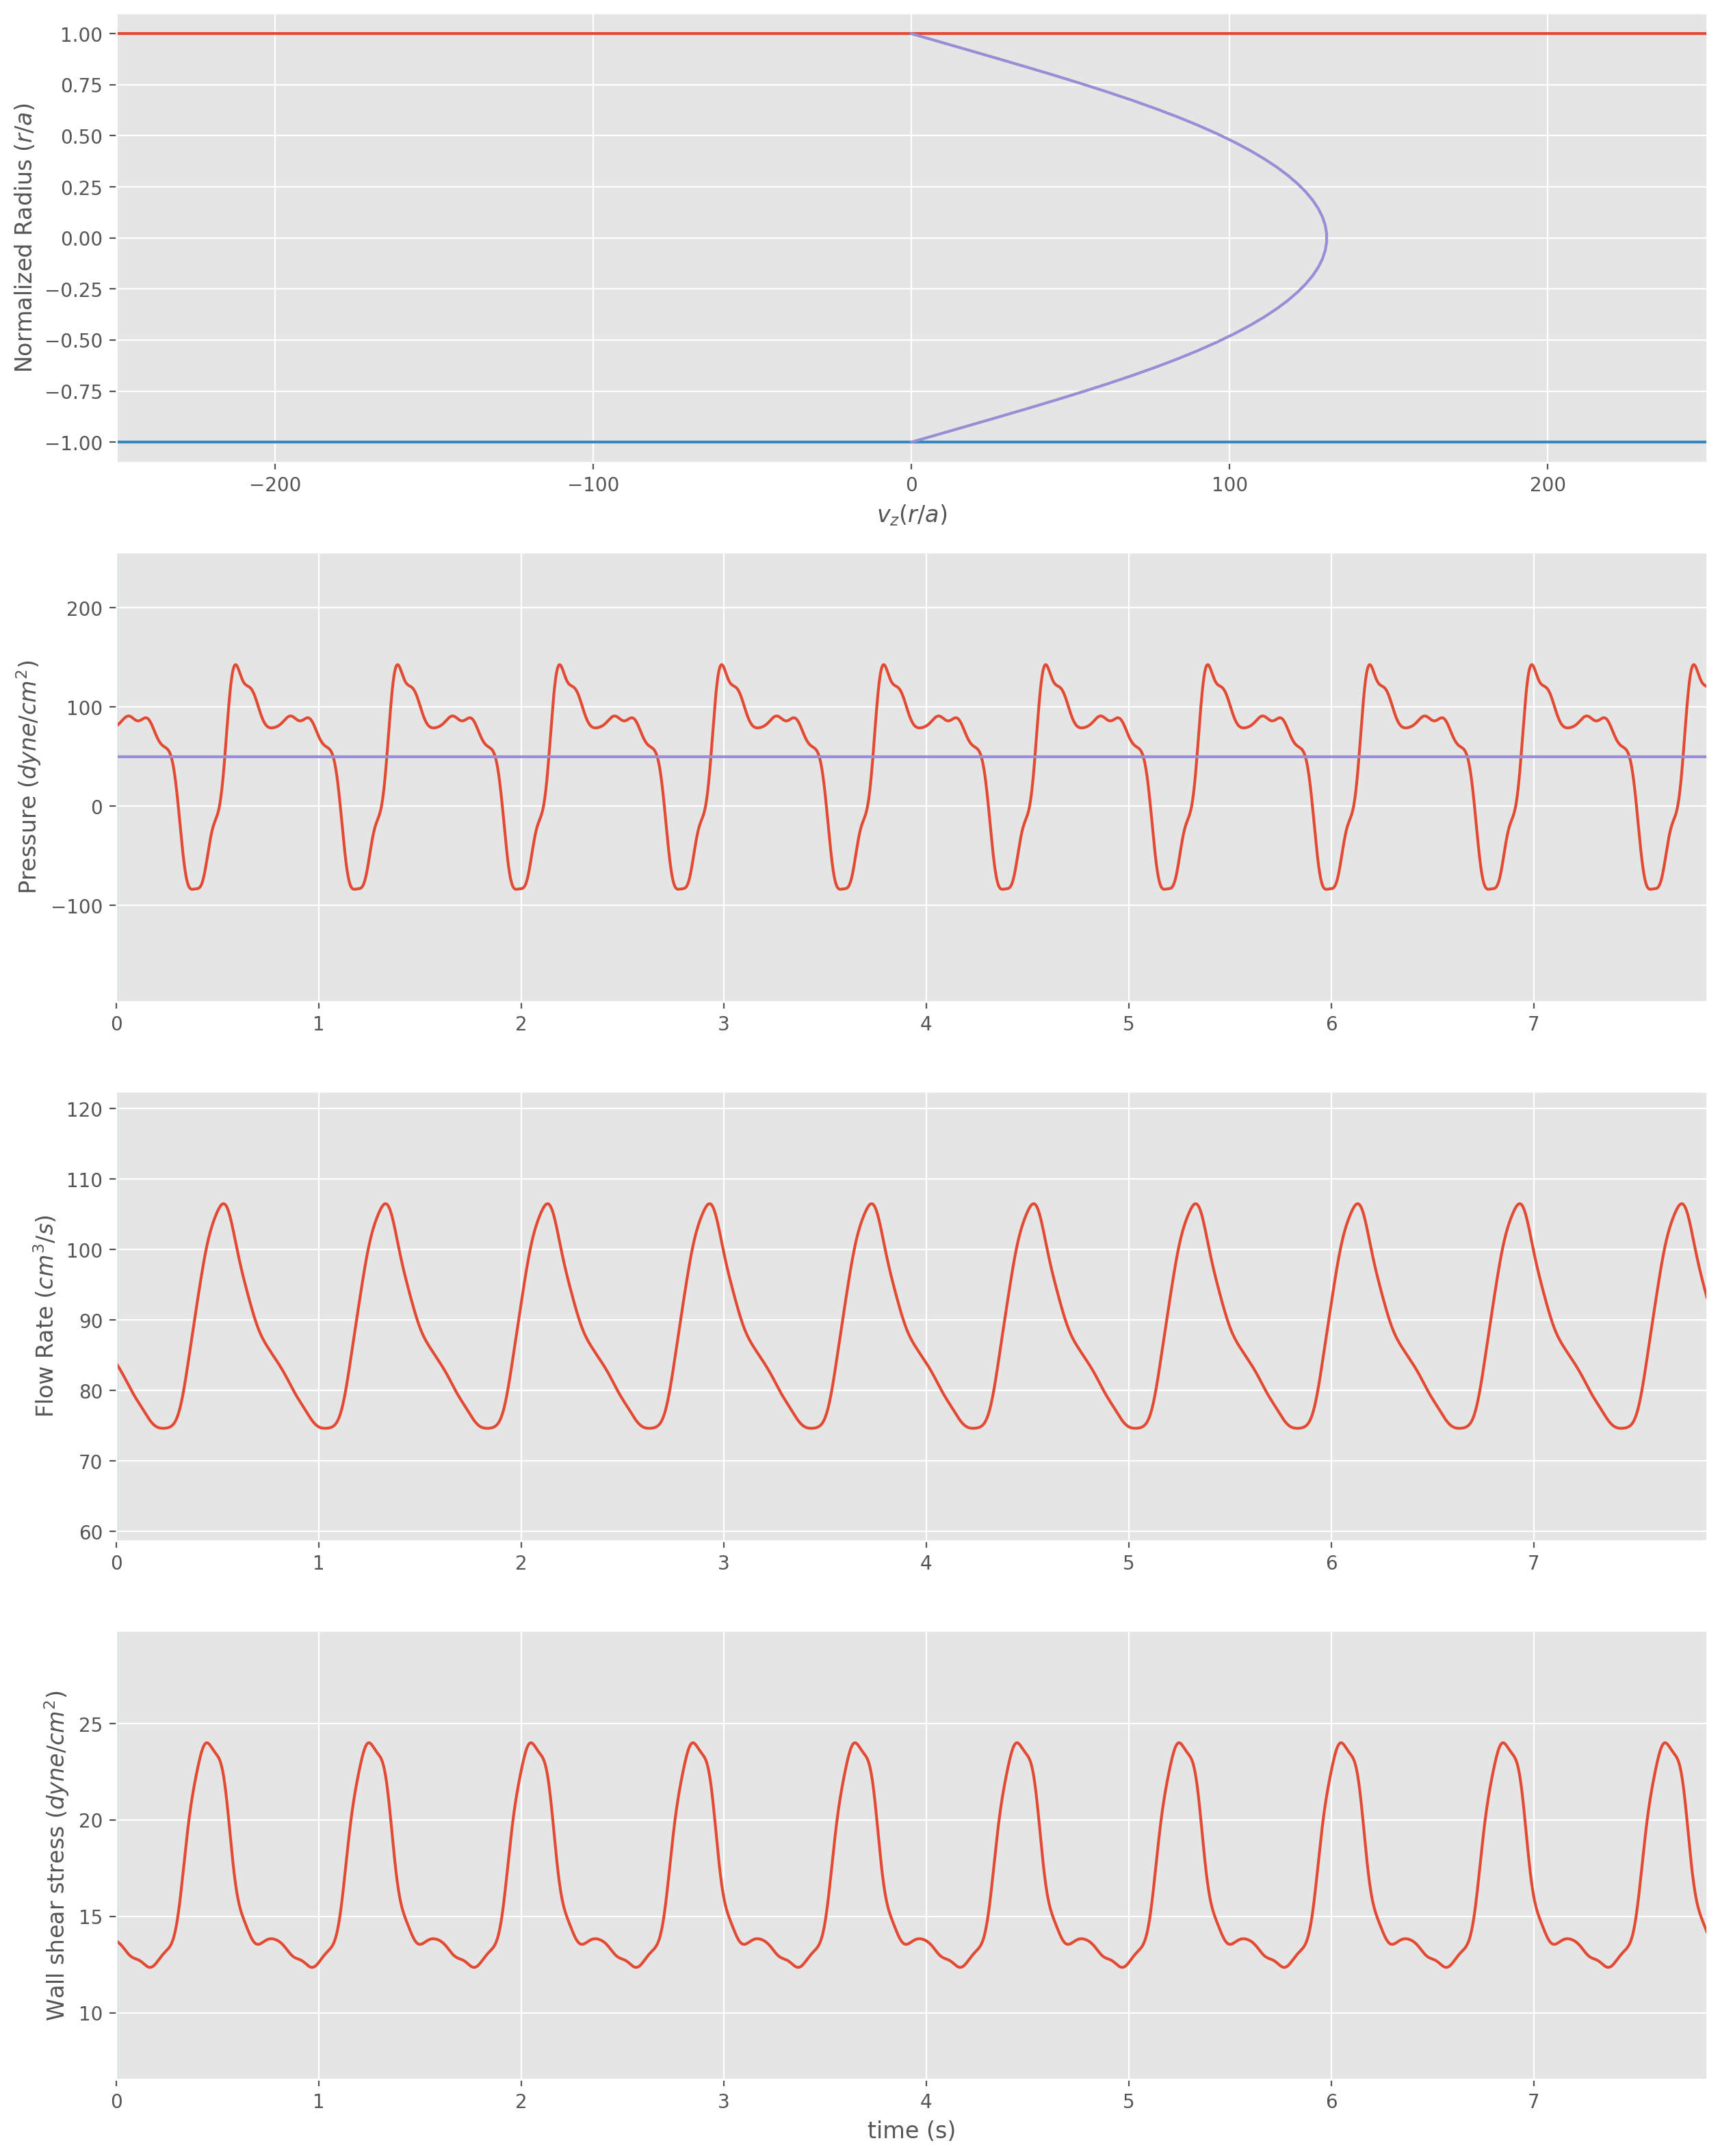 Normalized Radius (r/a)
1.00
0.75
0.50
0.25
0.00
−0.25
−0.50
−0.75
−1.00
−200 −100 0 100 200
v_z(r/a)
Pressure (dyne/cm²)
200
100
0
−100
0 1 2 3 4 5 6 7
Flow Rate (cm³/s)
120
110
100
90
80
70
60
0 1 2 3 4 5 6 7
Wall shear stress (dyne/cm²)
25
20
15
10
0 1 2 3 4 5 6 7
time (s)